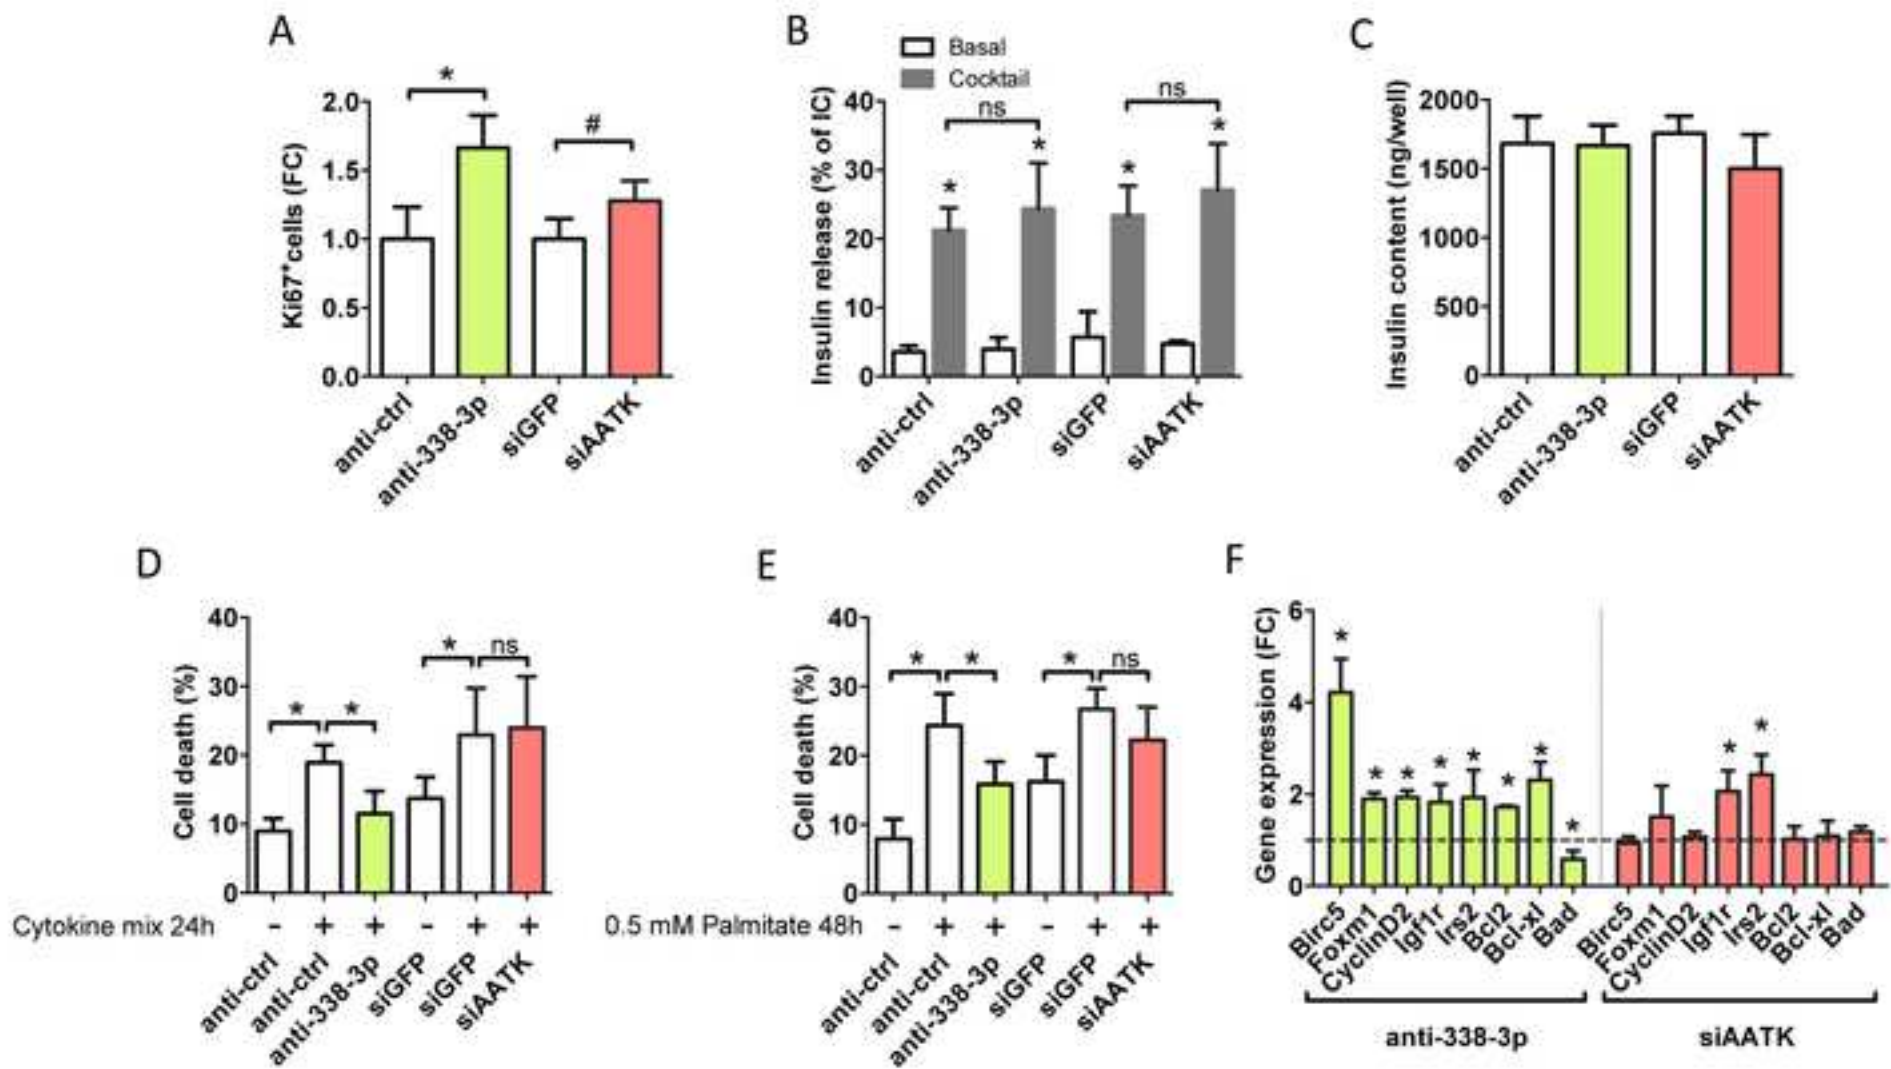 A
Ki67+cells (FC)
2.0
1.5
1.0
0.5
0.0
*
#
anti-ctrl
anti-338-3p
siGFP
siAATK
B
Basal
Cocktail
Insulin release (% of IC)
40
30
20
10
0
ns
ns
*
*
*
*
anti-ctrl
anti-338-3p
siGFP
siAATK
C
Insulin content (ng/well)
2000
1500
1000
500
0
anti-ctrl
anti-338-3p
siGFP
siAATK
D
Cell death (%)
40
30
20
10
0
*
*
*
ns
Cytokine mix 24h - + + - + +
anti-ctrl
anti-ctrl
anti-338-3p
siGFP
siGFP
siAATK
E
Cell death (%)
40
30
20
10
0
*
*
*
ns
0.5 mM Palmitate 48h - + + - + +
anti-ctrl
anti-ctrl
anti-338-3p
siGFP
siGFP
siAATK
F
Gene expression (FC)
6
4
2
0
*
*
*
*
*
*
*
*
*
*
Birc5
Foxm1
CyclinD2
Igf1r
Irs2
Bcl2
Bcl-xl
Bad
Birc5
Foxm1
CyclinD2
Igf1r
Irs2
Bcl2
Bcl-xl
Bad
anti-338-3p
siAATK